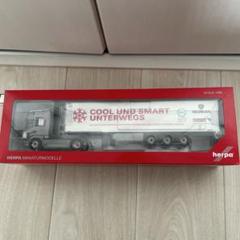 COOL UND SMART
UNTERWEGS
HERPA MINIATURMODELLE
herpa